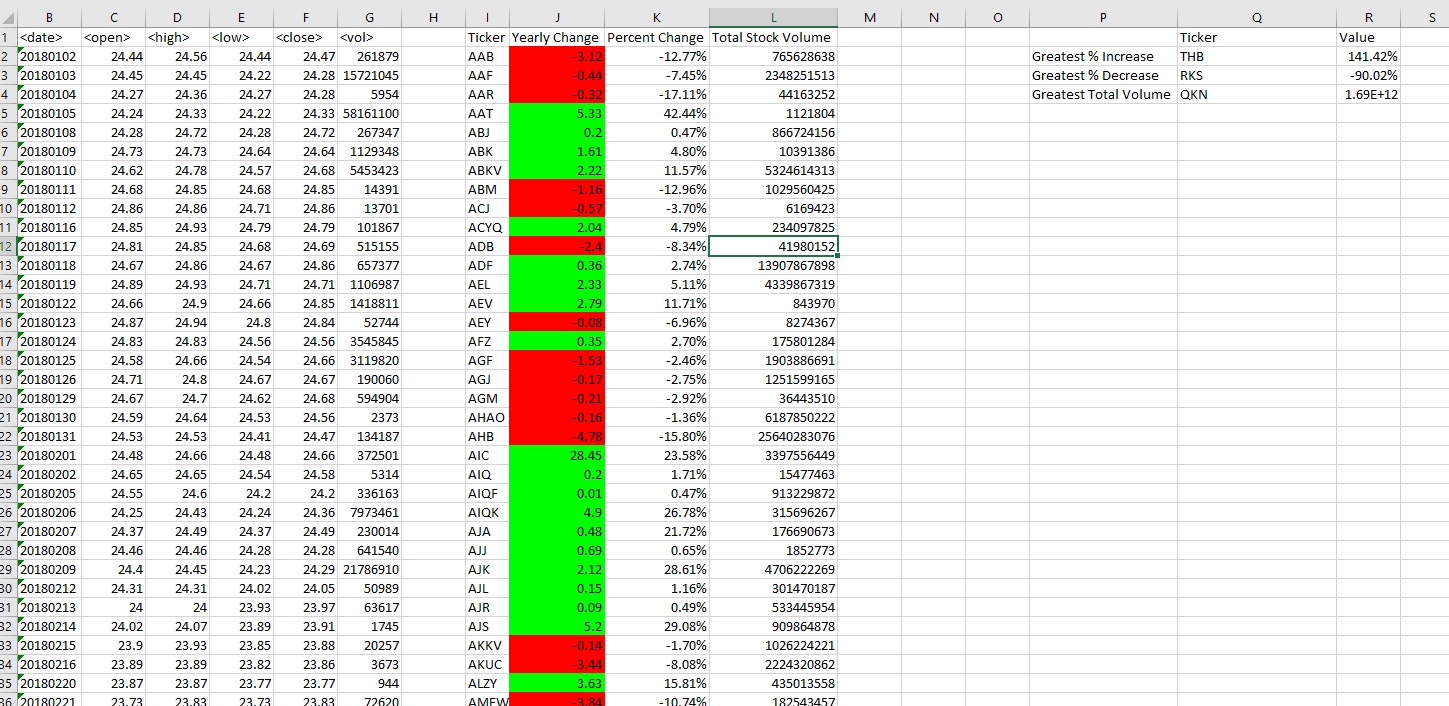 B C D E F G H I J K L M N O P Q R S
1 <date> <open> <high> <low> <close> <vol> Ticker Yearly Change Percent Change Total Stock Volume Ticker Value
2 20180102 24.44 24.56 24.44 24.47 261879 AAB -3.12 -12.77% 765628638 Greatest % Increase THB 141.42%
3 20180103 24.45 24.45 24.22 24.28 15721045 AAF -0.44 -7.45% 2348251513 Greatest % Decrease RKS -90.02%
4 20180104 24.27 24.36 24.27 24.28 5954 AAR -0.32 -17.11% 44163252 Greatest Total Volume QKN 1.69E+12
5 20180105 24.24 24.33 24.22 24.33 58161100 AAT 5.33 42.44% 1121804
6 20180108 24.28 24.72 24.28 24.72 267347 ABJ 0.2 0.47% 866724156
7 20180109 24.73 24.73 24.64 24.64 1129348 ABK 1.61 4.80% 10391386
8 20180110 24.62 24.78 24.57 24.68 5453423 ABKV 2.22 11.57% 5324614313
9 20180111 24.68 24.85 24.68 24.85 14391 ABM -1.16 -12.96% 1029560425
10 20180112 24.86 24.86 24.71 24.86 13701 ACJ -0.57 -3.70% 6169423
11 20180116 24.85 24.93 24.79 24.79 101867 ACYQ 2.04 4.79% 234097825
12 20180117 24.81 24.85 24.68 24.69 515155 ADB -2.4 -8.34% 41980152
13 20180118 24.67 24.86 24.67 24.86 657377 ADF 0.36 2.74% 13907867898
14 20180119 24.89 24.93 24.71 24.71 1106987 AEL 2.33 5.11% 4339867319
15 20180122 24.66 24.9 24.66 24.85 1418811 AEV 2.79 11.71% 843970
16 20180123 24.87 24.94 24.8 24.84 52744 AEY -0.08 -6.96% 8274367
17 20180124 24.83 24.83 24.56 24.56 3545845 AFZ 0.35 2.70% 175801284
18 20180125 24.58 24.66 24.54 24.66 3119820 AGF -1.53 -2.46% 1903886691
19 20180126 24.71 24.8 24.67 24.67 190060 AGJ -0.17 -2.75% 1251599165
20 20180129 24.67 24.7 24.62 24.68 594904 AGM -0.21 -2.92% 36443510
21 20180130 24.59 24.64 24.53 24.56 2373 AHAO -0.16 -1.36% 6187850222
22 20180131 24.53 24.53 24.41 24.47 134187 AHB -4.78 -15.80% 25640283076
23 20180201 24.48 24.66 24.48 24.66 372501 AIC 28.45 23.58% 3397556449
24 20180202 24.65 24.65 24.54 24.58 5314 AIQ 0.2 1.71% 15477463
25 20180205 24.55 24.6 24.2 24.2 336163 AIQF 0.01 0.47% 913229872
26 20180206 24.25 24.43 24.24 24.36 7973461 AIQK 4.9 26.78% 315696267
27 20180207 24.37 24.49 24.37 24.49 230014 AJA 0.48 21.72% 176690673
28 20180208 24.46 24.46 24.28 24.28 641540 AJJ 0.69 0.65% 1852773
29 20180209 24.4 24.45 24.23 24.29 21786910 AJK 2.12 28.61% 4706222269
30 20180212 24.31 24.31 24.02 24.05 50989 AJL 0.15 1.16% 301470187
31 20180213 24 24 23.93 23.97 63617 AJR 0.09 0.49% 533445954
32 20180214 24.02 24.07 23.89 23.91 1745 AJS 5.2 29.08% 909864878
33 20180215 23.9 23.93 23.85 23.88 20257 AKKV -0.14 -1.70% 1026224221
34 20180216 23.89 23.89 23.82 23.86 3673 AKUC -3.44 -8.08% 2224320862
35 20180220 23.87 23.87 23.77 23.77 944 ALZY 3.63 15.81% 435013558
36 20180221 23.73 23.83 23.73 23.83 72620 AMEW -3.84 -10.74% 182543457